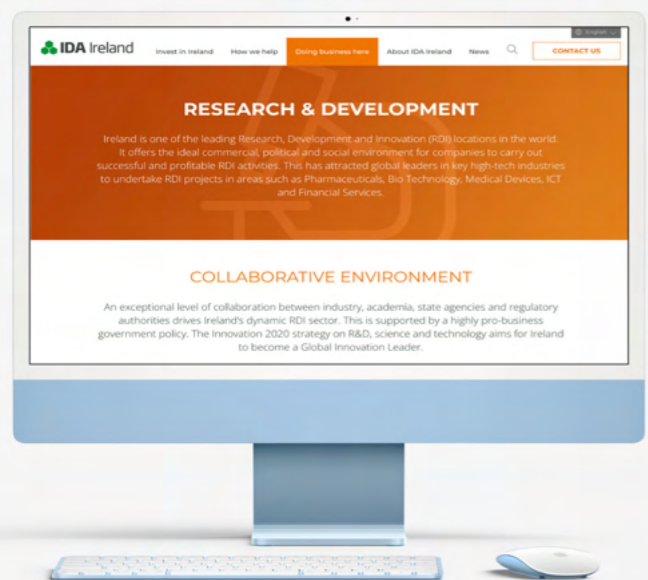 English
IDA Ireland
Invest in Ireland How we help Doing business here About IDA Ireland News CONTACT US
RESEARCH & DEVELOPMENT
Ireland is one of the leading Research, Development and Innovation (RDI) locations in the world.
It offers the ideal commercial, political and social environment for companies to carry out
successful and profitable RDI activities. This has attracted global leaders in key high-tech industries
to undertake RDI projects in areas such as Pharmaceuticals, Bio Technology, Medical Devices, ICT
and Financial Services.
COLLABORATIVE ENVIRONMENT
An exceptional level of collaboration between industry, academia, state agencies and regulatory
authorities drives Ireland's dynamic RDI sector. This is supported by a highly pro-business
government policy. The Innovation 2020 strategy on R&D, science and technology aims for Ireland
to become a Global Innovation Leader.